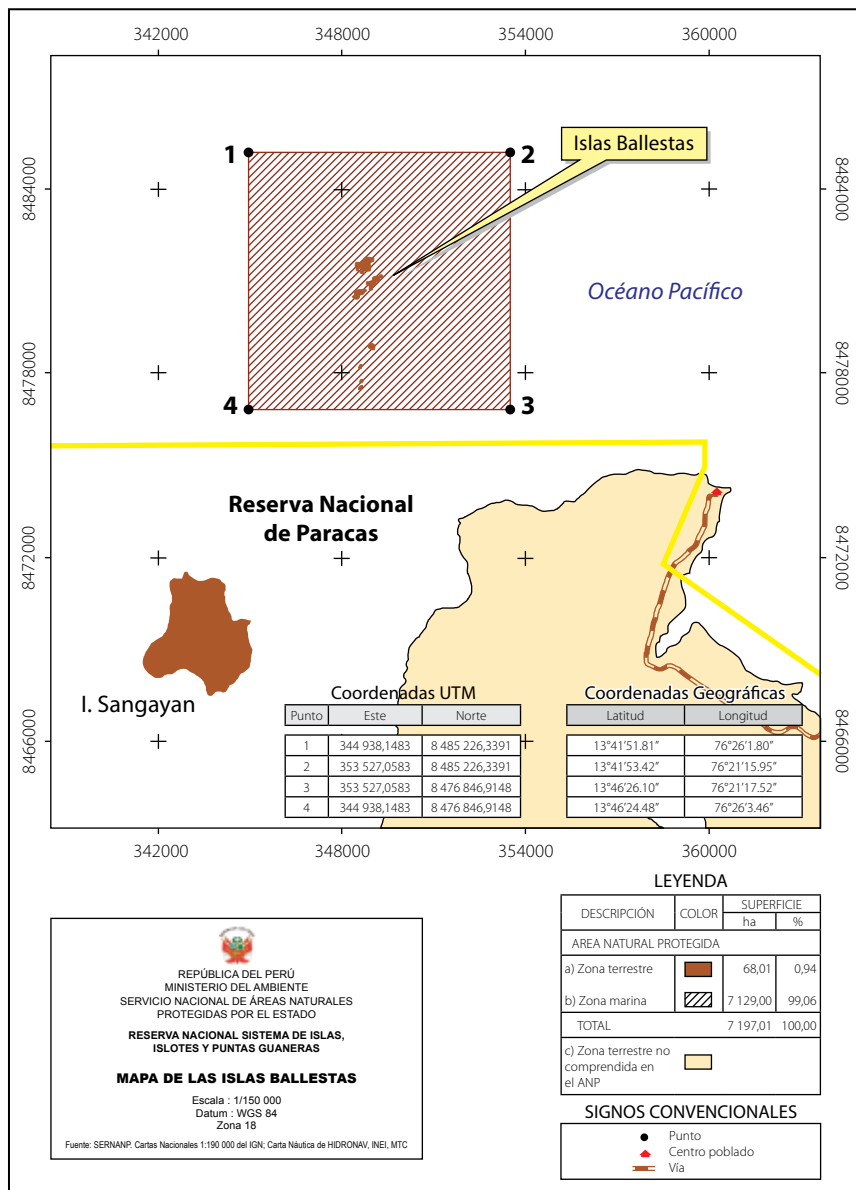 342000 348000 354000 360000
1 2
Islas Ballestas
8484000 8484000
Océano Pacífico
8478000 8478000
4 3
Reserva Nacional
de Paracas
8472000 8472000
I. Sangayan
8466000 8466000
Coordenadas UTM
Punto Este Norte
1 344 938,1483 8 485 226,3391
2 353 527,0583 8 485 226,3391
3 353 527,0583 8 476 846,9148
4 344 938,1483 8 476 846,9148
Coordenadas Geográficas
Latitud Longitud
13°41’51.81” 76°26’1.80”
13°41’53.42” 76°21’15.95”
13°46’26.10” 76°21’17.52”
13°46’24.48” 76°26’3.46”
342000 348000 354000 360000
REPÚBLICA DEL PERÚ
MINISTERIO DEL AMBIENTE
SERVICIO NACIONAL DE ÁREAS NATURALES
PROTEGIDAS POR EL ESTADO
RESERVA NACIONAL SISTEMA DE ISLAS,
ISLOTES Y PUNTAS GUANERAS
MAPA DE LAS ISLAS BALLESTAS
Escala : 1/150 000
Datum : WGS 84
Zona 18
Fuente: SERNANP. Cartas Nacionales 1:190 000 del IGN; Carta Náutica de HIDRONAV, INEI, MTC
LEYENDA
DESCRIPCIÓN COLOR SUPERFICIE
ha %
AREA NATURAL PROTEGIDA
a) Zona terrestre 68,01 0,94
b) Zona marina 7 129,00 99,06
TOTAL 7 197,01 100,00
c) Zona terrestre no
comprendida en
el ANP
SIGNOS CONVENCIONALES
Punto
Centro poblado
Vía